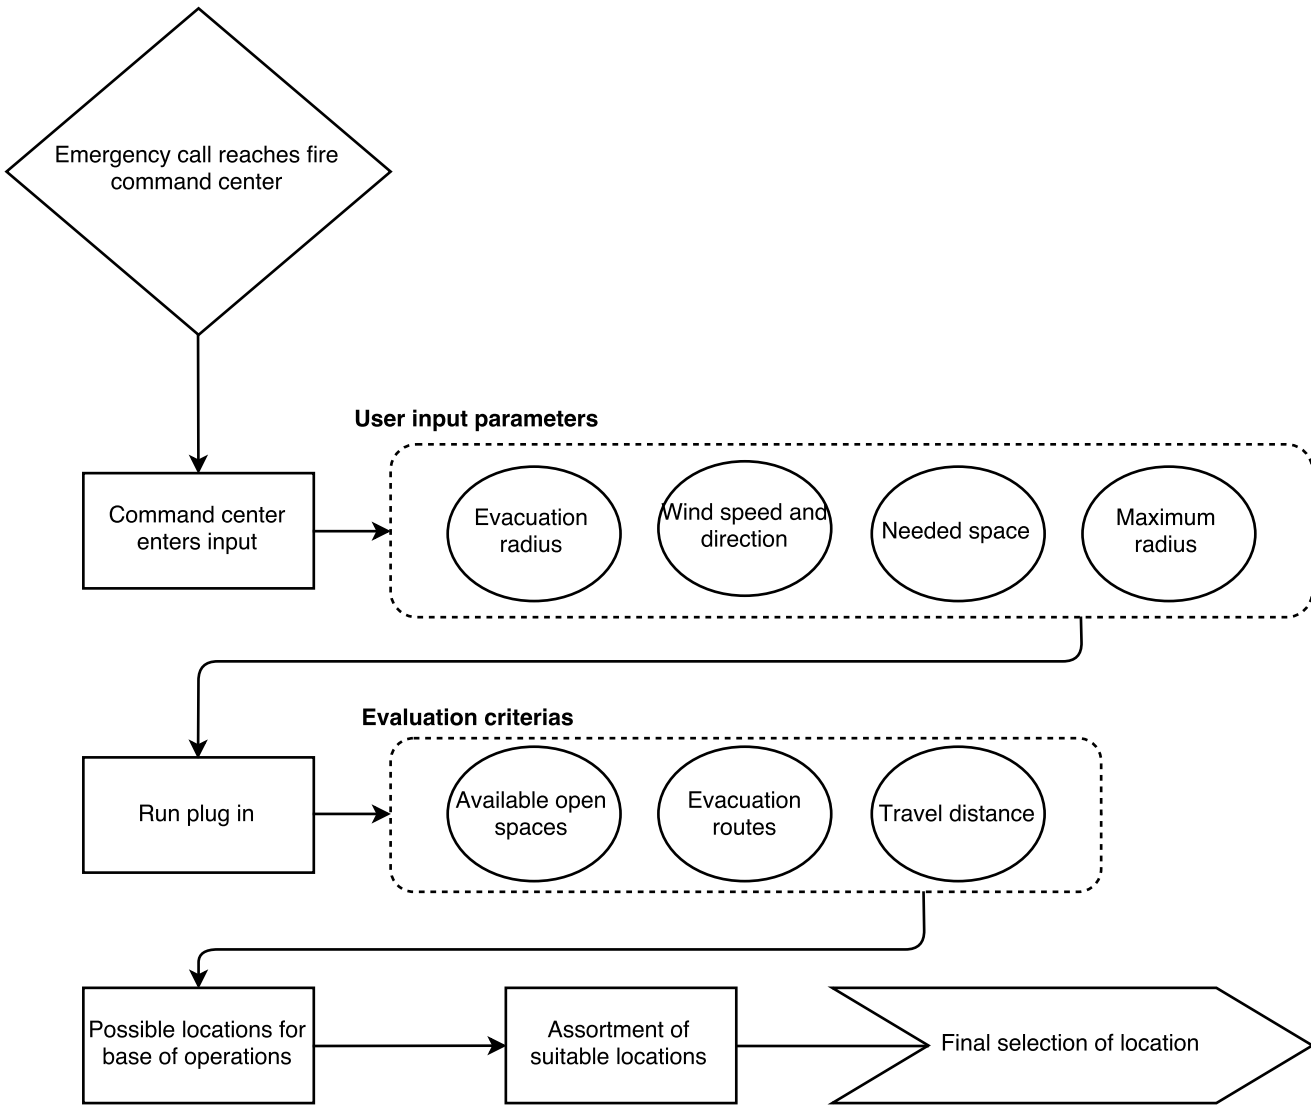 Emergency call reaches fire
command center
User input parameters
Command center
enters input
Evacuation
radius
Wind speed and
direction
Needed space
Maximum
radius
Evaluation criterias
Run plug in
Available open
spaces
Evacuation
routes
Travel distance
Possible locations for
base of operations
Assortment of
suitable locations
Final selection of location